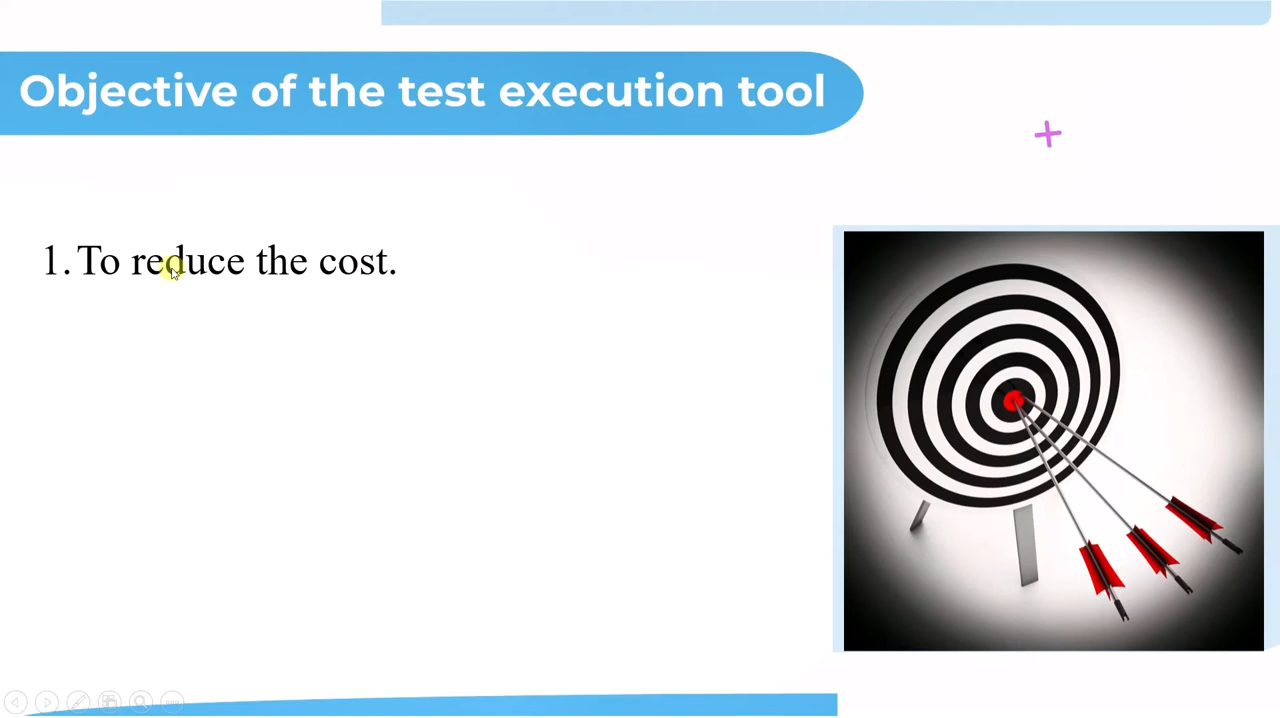 Objective of the test execution tool
1. To reduce the cost.